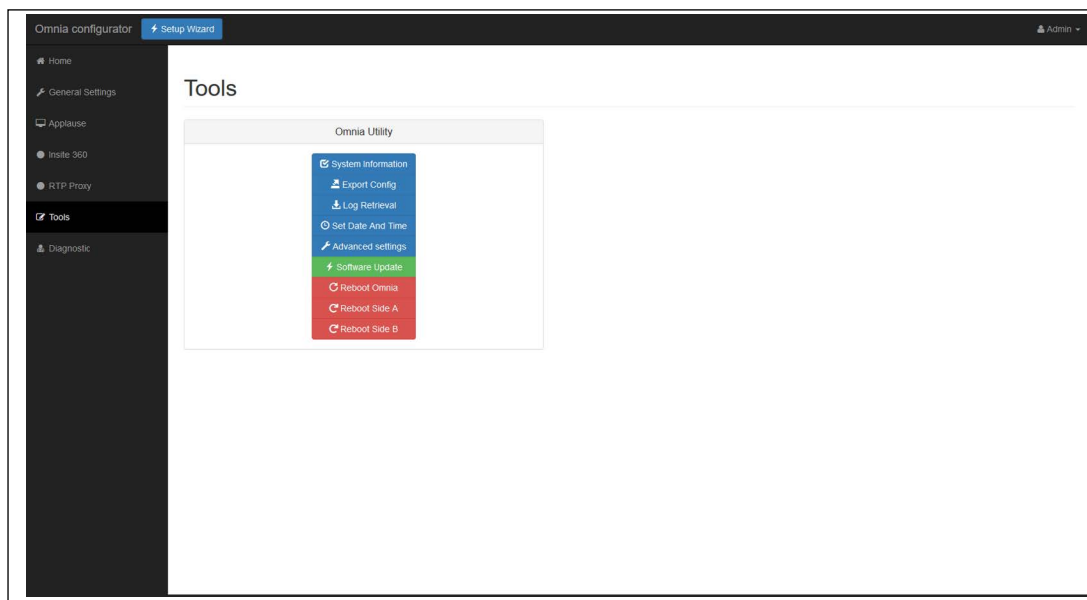 Omnia configurator
Setup Wizard
Admin
Home
General Settings
Applause
Insite 360
RTP Proxy
Tools
Diagnostic
Tools
Omnia Utility
System Information
Export Config
Log Retrieval
Set Date And Time
Advanced settings
Software Update
Reboot Omnia
Reboot Side A
Reboot Side B